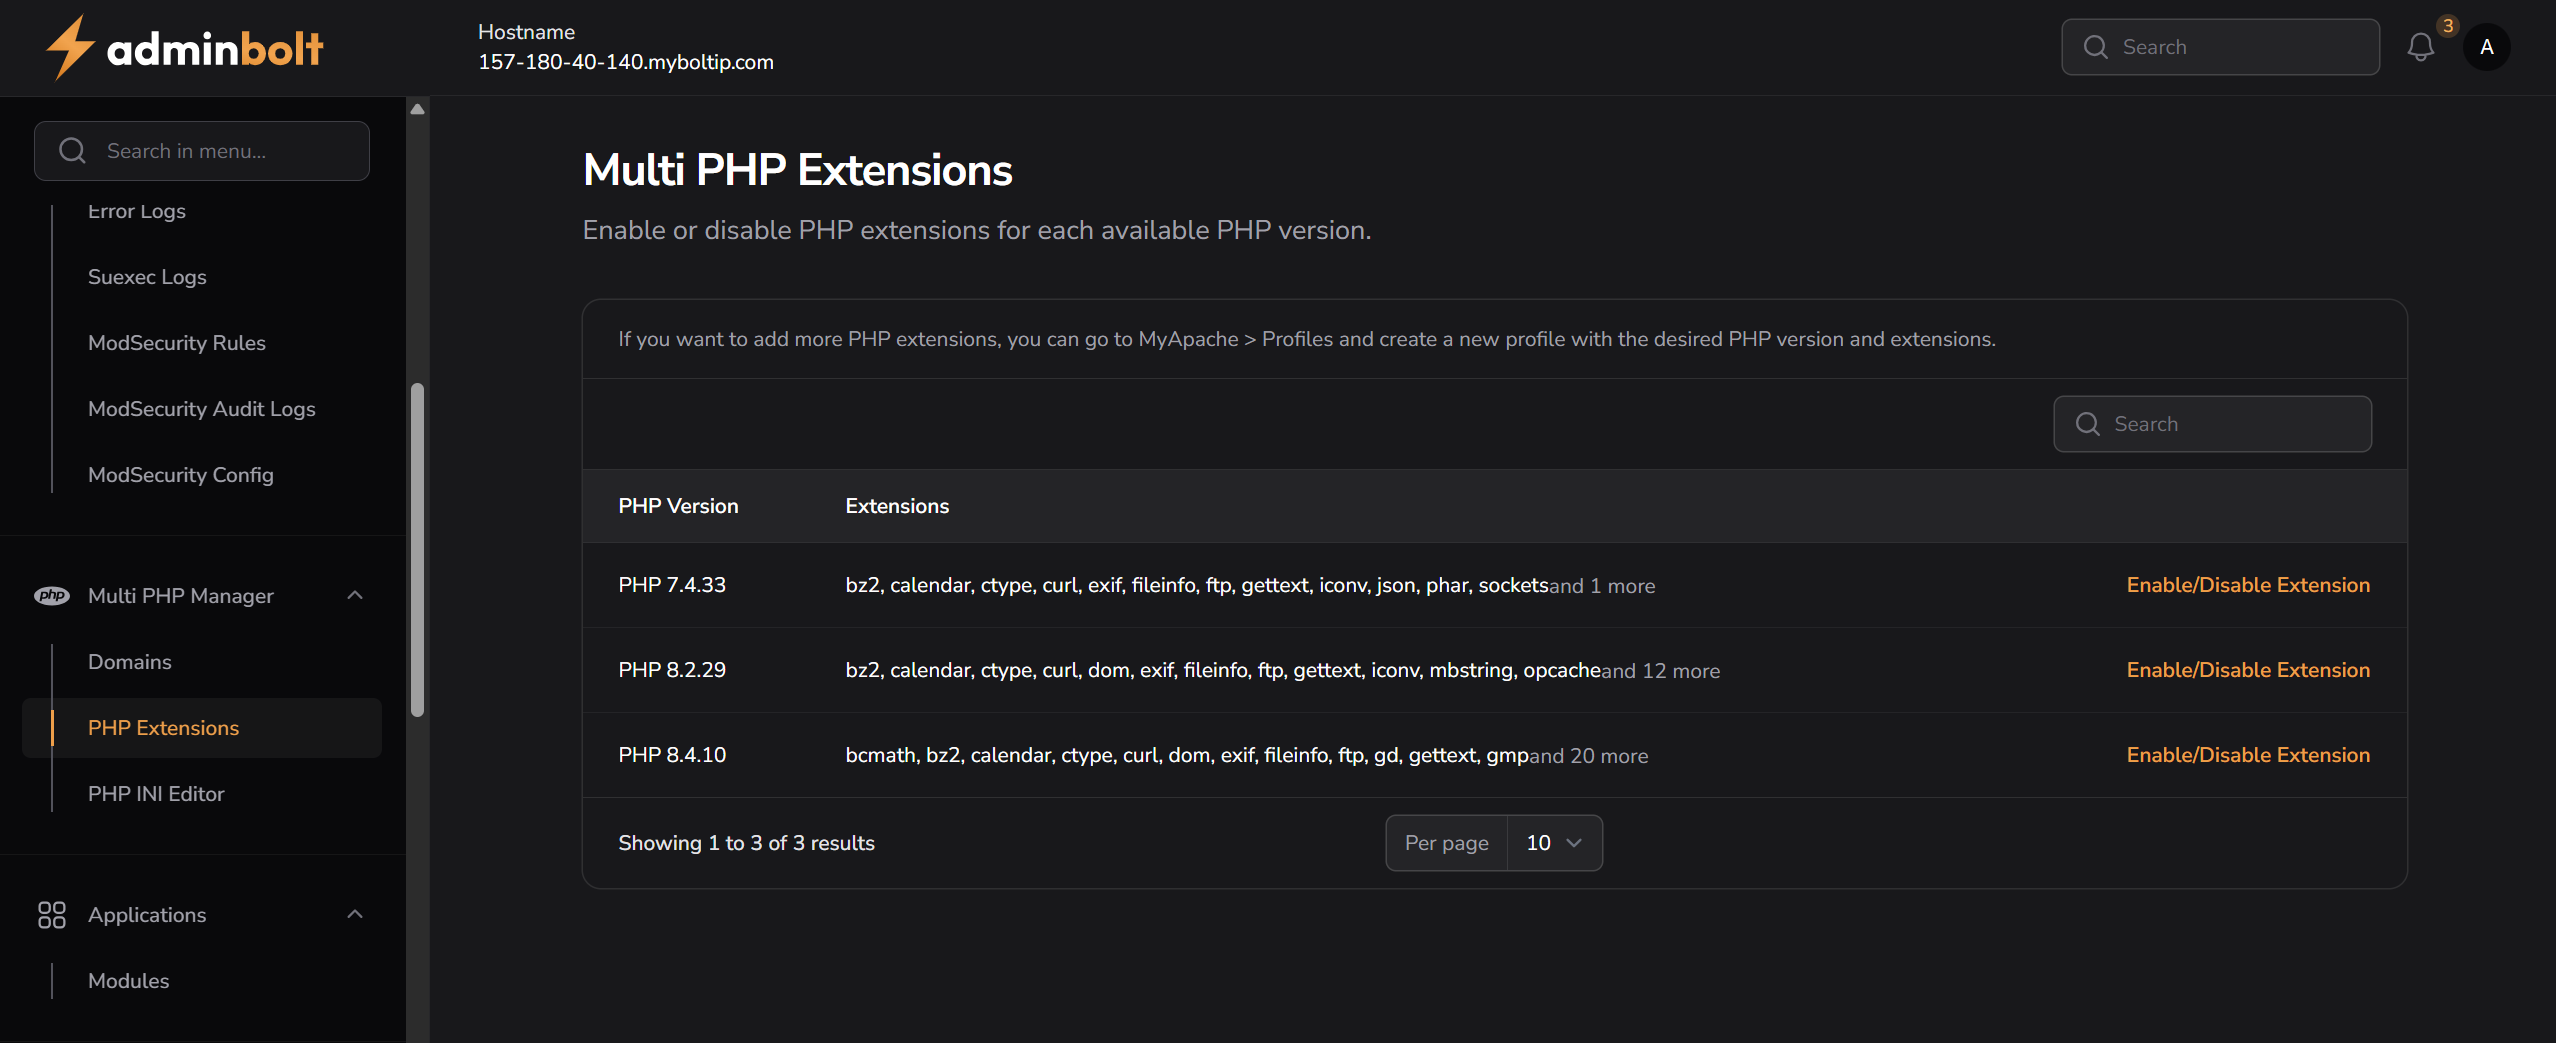 adminbolt
Hostname
157-180-40-140.myboltip.com
Search
3
A
Search in menu...
Error Logs
Suexec Logs
ModSecurity Rules
ModSecurity Audit Logs
ModSecurity Config
php
Multi PHP Manager
Domains
PHP Extensions
PHP INI Editor
Applications
Modules
Multi PHP Extensions
Enable or disable PHP extensions for each available PHP version.
If you want to add more PHP extensions, you can go to MyApache > Profiles and create a new profile with the desired PHP version and extensions.
Search
PHP Version Extensions
PHP 7.4.33 bz2, calendar, ctype, curl, exif, fileinfo, ftp, gettext, iconv, json, phar, socketsand 1 more Enable/Disable Extension
PHP 8.2.29 bz2, calendar, ctype, curl, dom, exif, fileinfo, ftp, gettext, iconv, mbstring, opcacheand 12 more Enable/Disable Extension
PHP 8.4.10 bcmath, bz2, calendar, ctype, curl, dom, exif, fileinfo, ftp, gd, gettext, gmpand 20 more Enable/Disable Extension
Showing 1 to 3 of 3 results Per page 10